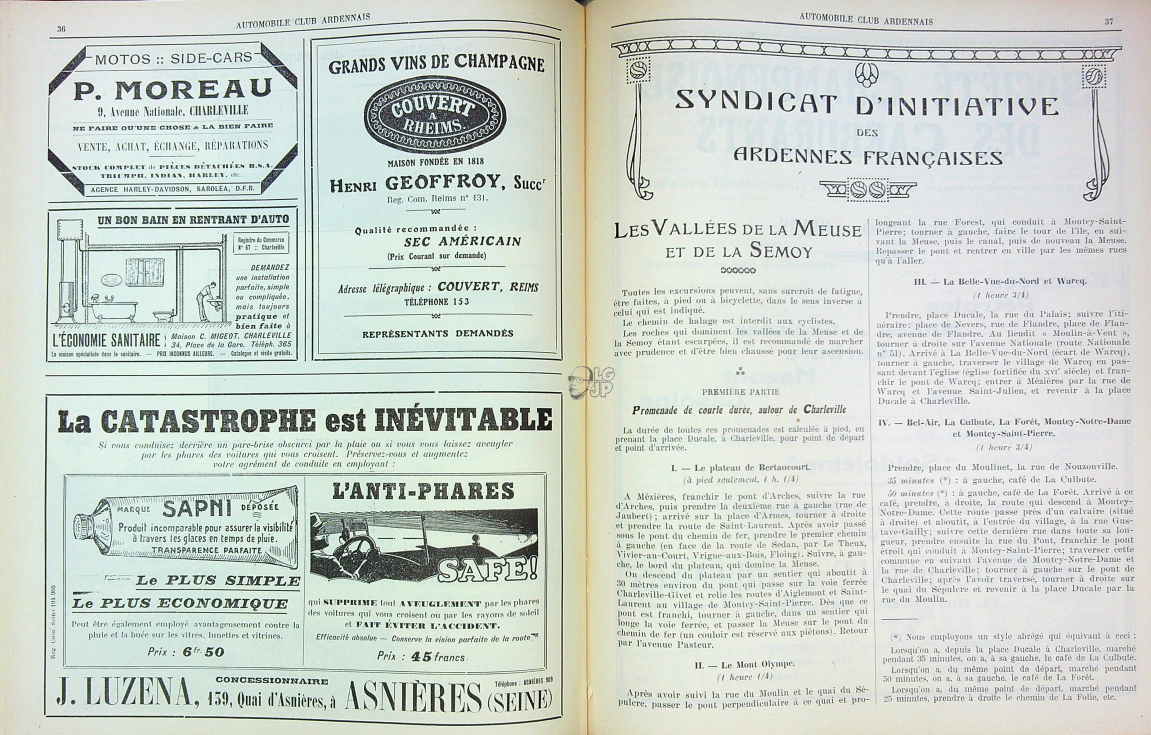 36
AUTOMOBILE CLUB ARDENNAIS
MOTOS :: SIDE-CARS
P. MOREAU
9, Avenue Nationale, CHARLEVILLE
NE FAIRE QU'UNE CHOSE & LA BIEN FAIRE
VENTE, ACHAT, ÉCHANGE, RÉPARATIONS
STOCK COMPLET de PIÈCES DÉTACHÉES B.S.A.
TRIUMPH, INDIAN, HARLEY, etc...
AGENCE HARLEY-DAVIDSON, SAROLEA, D.F.R.
UN BON BAIN EN RENTRANT D'AUTO
Registre du Commerce
N° 67 :: Charleville
DEMANDEZ
une installation
parfaite, simple
ou compliquée,
mais toujours
pratique et
bien faite à
L'ÉCONOMIE SANITAIRE
Maison C. MIGEOT, CHARLEVILLE
34, Place de la Gare. Téléph. 365
La maison spécialisée dans le sanitaire. — PRIX INCONNUS AILLEURS. — Catalogue et visite gratuits.
GRANDS VINS DE CHAMPAGNE
COUVERT
A
RHEIMS
MAISON FONDÉE EN 1818
HENRI GEOFFROY, Succr
Reg. Com. Reims n° 131.
Qualité recommandée :
SEC AMÉRICAIN
(Prix Courant sur demande)
Adresse télégraphique : COUVERT, REIMS
TÉLÉPHONE 153
REPRÉSENTANTS DEMANDÉS
La CATASTROPHE est INÉVITABLE
Si vous conduisez derrière un pare-brise obscurci par la pluie ou si vous vous laissez aveugler
par les phares des voitures qui vous croisent. Préservez-vous et augmentez
votre agrément de conduite en employant :
MARQUE SAPNI DÉPOSÉE
Produit incomparable pour assurer la visibilité
à travers les glaces en temps de pluie.
TRANSPARENCE PARFAITE
Le PLUS SIMPLE
Le PLUS ECONOMIQUE
Peut être également employé avantageusement contre la
pluie et la buée sur les vitres, lunettes et vitrines.
Prix : 6 fr. 50
L'ANTI-PHARES
SAFE!
qui SUPPRIME tout AVEUGLEMENT par les phares
des voitures qui vous croisent ou par les rayons de soleil
et FAIT ÉVITER L'ACCIDENT.
Efficacité absolue — Conserve la vision parfaite de la route
Prix : 45 francs
J. LUZENA, CONCESSIONNAIRE
159, Quai d'Asnières, à ASNIÈRES (SEINE)
Téléphone : ASNIÈRES 969
LGJP
AUTOMOBILE CLUB ARDENNAIS
37
SYNDICAT D'INITIATIVE
DES
ARDENNES FRANÇAISES
LES VALLÉES DE LA MEUSE
ET DE LA SEMOY
Toutes les excursions peuvent, sans surcroît de fatigue,
être faites, à pied ou à bicyclette, dans le sens inverse à
celui qui est indiqué.
Le chemin de halage est interdit aux cyclistes.
Les roches qui dominent les vallées de la Meuse et de
la Semoy étant escarpées, il est recommandé de marcher
avec prudence et d'être bien chaussé pour leur ascension.
PREMIÈRE PARTIE
Promenade de courte durée, autour de Charleville
La durée de toutes ces promenades est calculée à pied, en
prenant la place Ducale, à Charleville, pour point de départ
et point d'arrivée.
I. — Le plateau de Bertaucourt.
(à pied seulement, 1 h. 1/4)
A Mézières, franchir le pont d'Arches, suivre la rue
d'Arches, puis prendre la deuxième rue à gauche (rue de
Jaubert) ; arrivé sur la place d'Armes, tourner à droite
et prendre la route de Saint-Laurent. Après avoir passé
sous le pont du chemin de fer, prendre le premier chemin
à gauche (en face de la route de Sedan, par Le Theux,
Vivier-au-Court, Vrigne-aux-Bois, Floing). Suivre, à gau-
che, le bord du plateau, qui domine la Meuse.
On descend du plateau par un sentier qui aboutit à
30 mètres environ du pont qui passe sur la voie ferrée
Charleville-Givet et relie les routes d'Aiglemont et Saint-
Laurent au village de Montcy-Saint-Pierre. Dès que ce
pont est franchi, tourner à gauche, dans un sentier qui
longe la voie ferrée, et passer la Meuse sur le pont du
chemin de fer (un couloir est réservé aux piétons). Retour
par l'avenue Pasteur.
II. — Le Mont Olympe.
(1 heure 1/4)
Après avoir suivi la rue du Moulin et le quai du Sé-
pulcre, passer le pont perpendiculaire à ce quai et pro-
longeant la rue Forest, qui conduit à Montcy-Saint-
Pierre; tourner à gauche, faire le tour de l'île, en sui-
vant la Meuse, puis le canal, puis de nouveau la Meuse.
Repasser le pont et rentrer en ville par les mêmes rues
qu'à l'aller.
III. — La Belle-Vue-du-Nord et Warcq.
(1 heure 3/4)
Prendre, place Ducale, la rue du Palais; suivre l'iti-
néraire: place de Nevers, rue de Flandre, place de Flan-
dre, avenue de Flandre. Au lieudit « Moulin-à-Vent »,
tourner à droite sur l'avenue Nationale (route Nationale
n° 51). Arrivé à La Belle-Vue-du-Nord (écart de Warcq),
tourner à gauche, traverser le village de Warcq en pas-
sant devant l'église (église fortifiée du XVIe siècle) et fran-
chir le pont de Warcq; entrer à Mézières par la rue de
Warcq et l'avenue Saint-Julien, et revenir à la place
Ducale à Charleville.
IV. — Bel-Air, La Culbute, La Forêt, Montcy-Notre-Dame
et Montcy-Saint-Pierre.
(1 heure 3/4)
Prendre, place du Moulinet, la rue de Nouzonville.
35 minutes (*) : à gauche, café de La Culbute.
50 minutes (*) : à gauche, café de La Forêt. Arrivé à ce
café, prendre, à droite, la route qui descend à Montcy-
Notre-Dame. Cette route passe près d'un calvaire (situé
à droite) et aboutit, à l'entrée du village, à la rue Gus-
tave-Gailly; suivre cette dernière rue dans toute sa lon-
gueur, prendre ensuite la rue du Pont, franchir le pont
étroit qui conduit à Montcy-Saint-Pierre; traverser cette
commune en suivant l'avenue de Montcy-Notre-Dame et
la rue de Charleville; tourner à gauche sur le pont de
Charleville; après l'avoir traversé, tourner à droite sur
le quai du Sépulcre et revenir à la place Ducale par la
rue du Moulin.
(*) Nous employons un style abrégé qui équivaut à ceci :
Lorsqu'on a, depuis la place Ducale à Charleville, marché
pendant 35 minutes, on a, à sa gauche, le café de La Culbute.
Lorsqu'on a, du même point de départ, marché pendant
50 minutes, on a, à sa gauche, le café de La Forêt.
Lorsqu'on a, du même point de départ, marché pendant
25 minutes, prendre à droite le chemin de La Folie, etc.